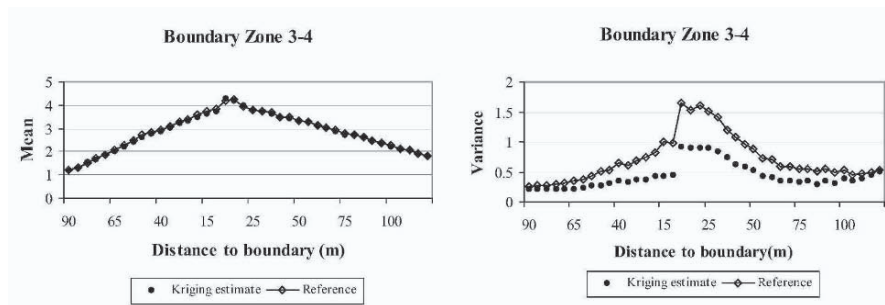 Boundary Zone 3-4
5
4
3
2
1
0
Mean
90 65 40 15 25 50 75 100
Distance to boundary (m)
Kriging estimate Reference
Boundary Zone 3-4
2
1.5
1
0.5
0
Variance
90 65 40 15 25 50 75 100
Distance to boundary(m)
Kriging estimate Reference